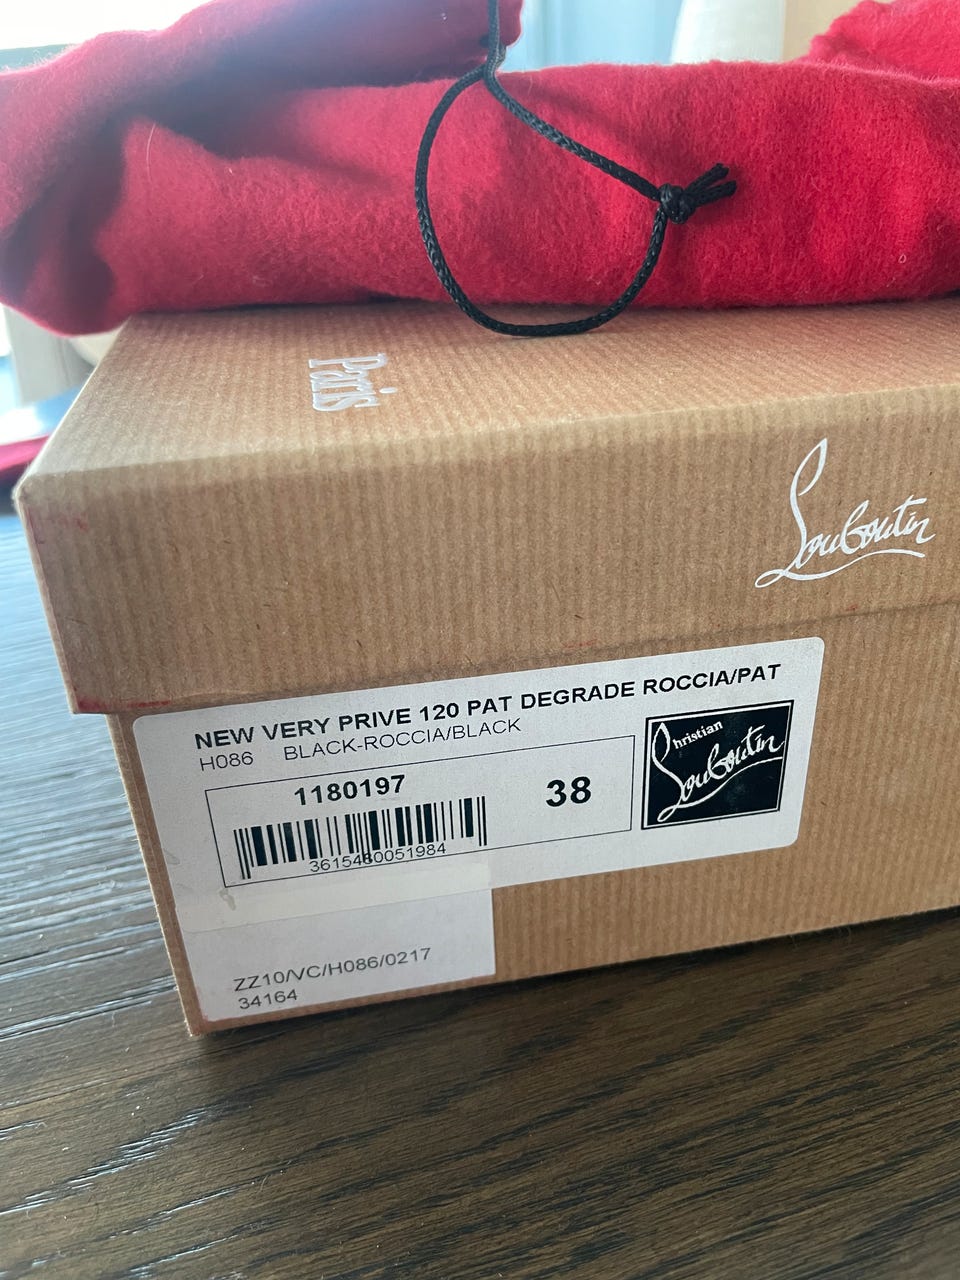 Paris
Louboutin
NEW VERY PRIVE 120 PAT DEGRADE ROCCIA/PAT
H086 BLACK-ROCCIA/BLACK
1180197
38
3615480051984
Christian
Louboutin
ZZ10/VC/H086/0217
34164